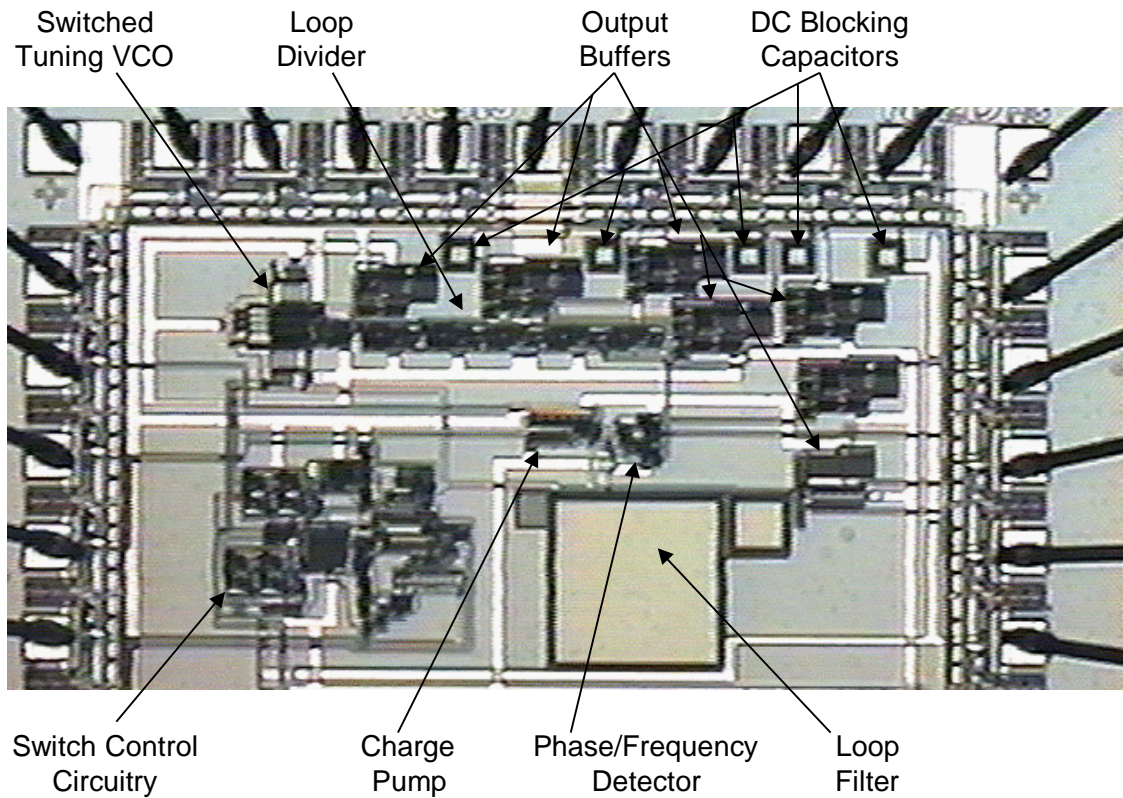 Switched
Tuning VCO
Loop
Divider
Output
Buffers
DC Blocking
Capacitors
Switch Control
Circuitry
Charge
Pump
Phase/Frequency
Detector
Loop
Filter